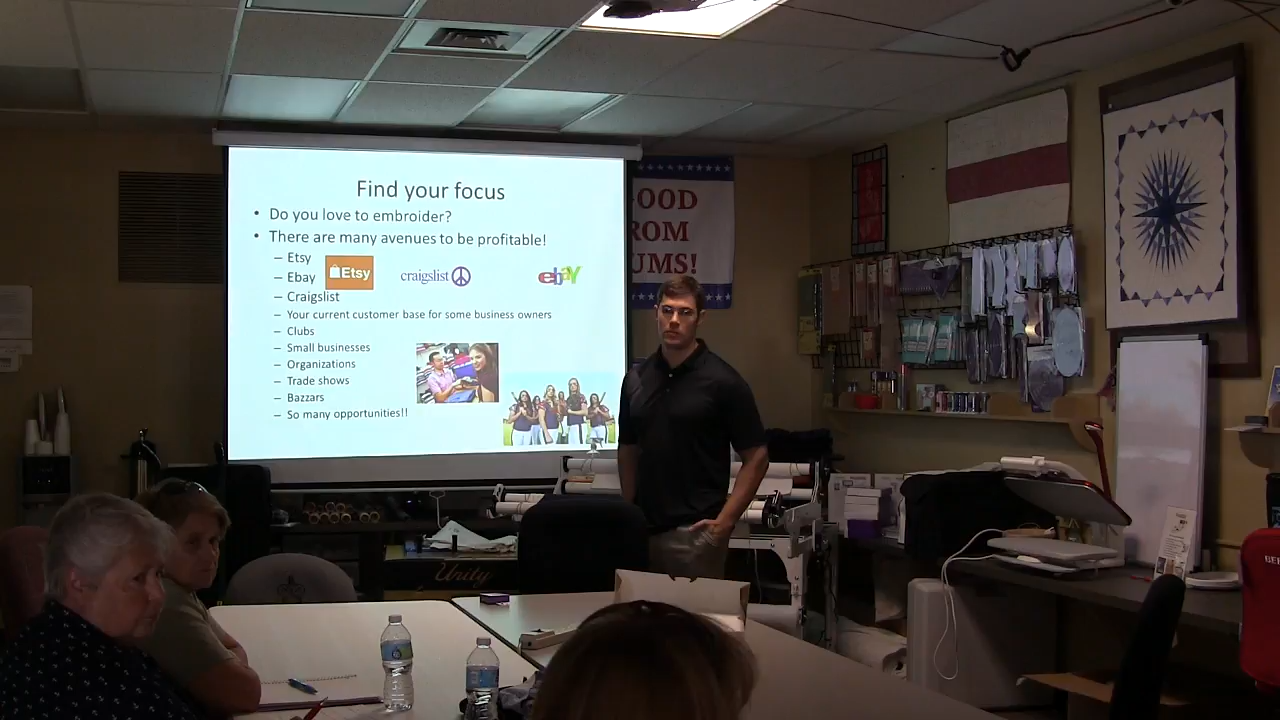 Find your focus
• Do you love to embroider?
• There are many avenues to be profitable!
– Etsy
– Ebay
Etsy
craigslist
ebay
– Craigslist
– Your current customer base for some business owners
– Clubs
– Small businesses
– Organizations
– Trade shows
– Bazzars
– So many opportunities!!
OOD
ROM
UMS!
Unity